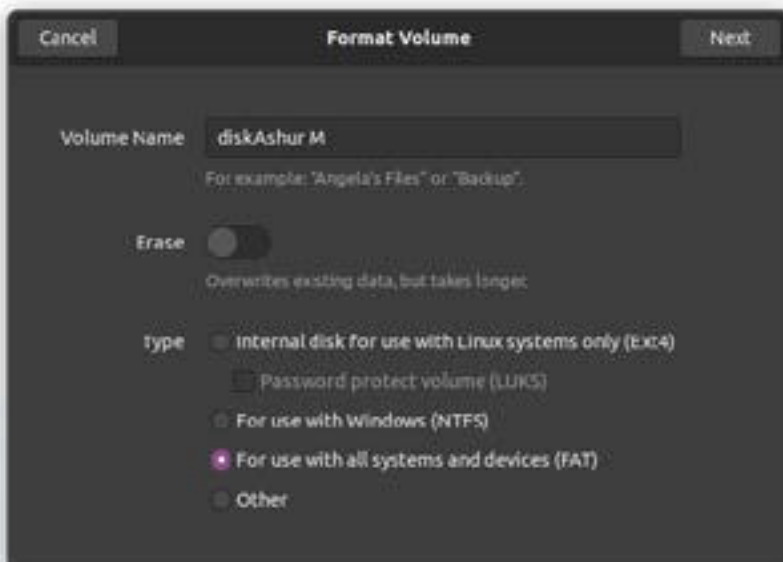 Cancel Format Volume Next
Volume Name diskAshur M
For example: "Angela's Files" or "Backup".
Erase
Overwrites existing data, but takes longer.
Type Internal disk for use with Linux systems only (Ext4)
Password protect volume (LUKS)
For use with Windows (NTFS)
For use with all systems and devices (FAT)
Other